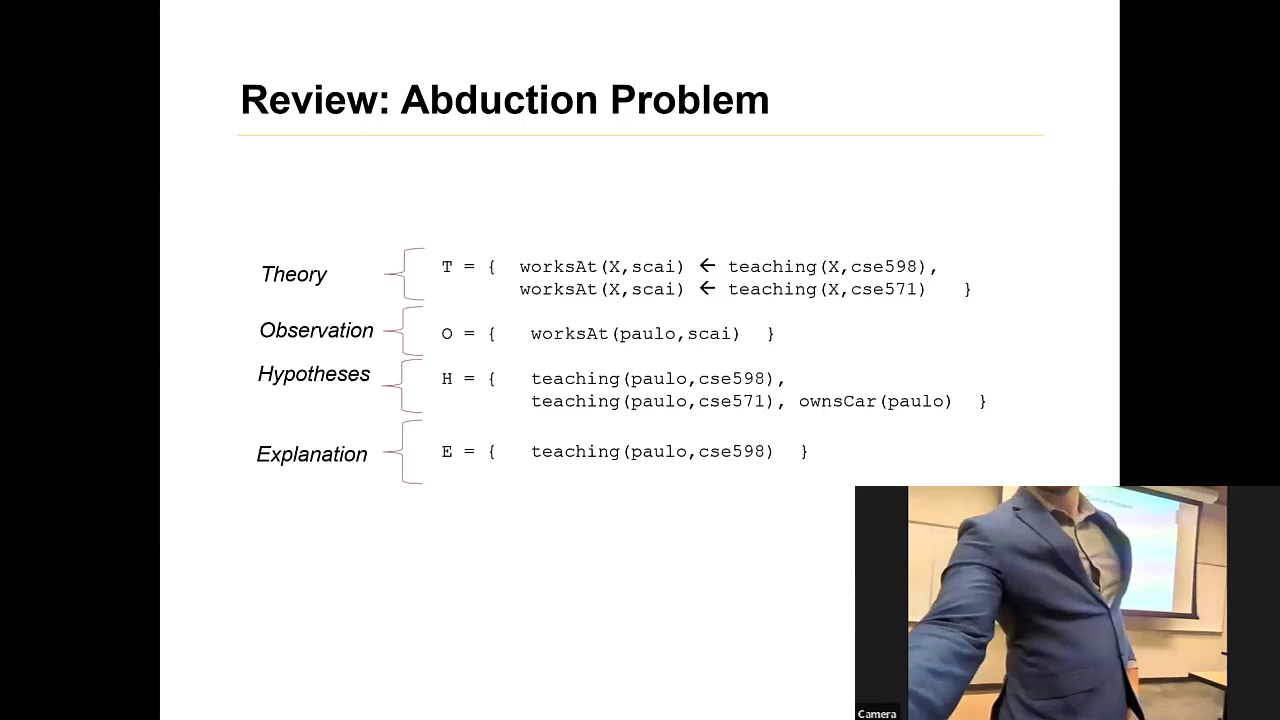 Review: Abduction Problem
Theory
T = { worksAt(X,scai) ← teaching(X,cse598),
worksAt(X,scai) ← teaching(X,cse571) }
Observation
O = { worksAt(paulo,scai) }
Hypotheses
H = { teaching(paulo,cse598),
teaching(paulo,cse571), ownsCar(paulo) }
Explanation
E = { teaching(paulo,cse598) }
Camera